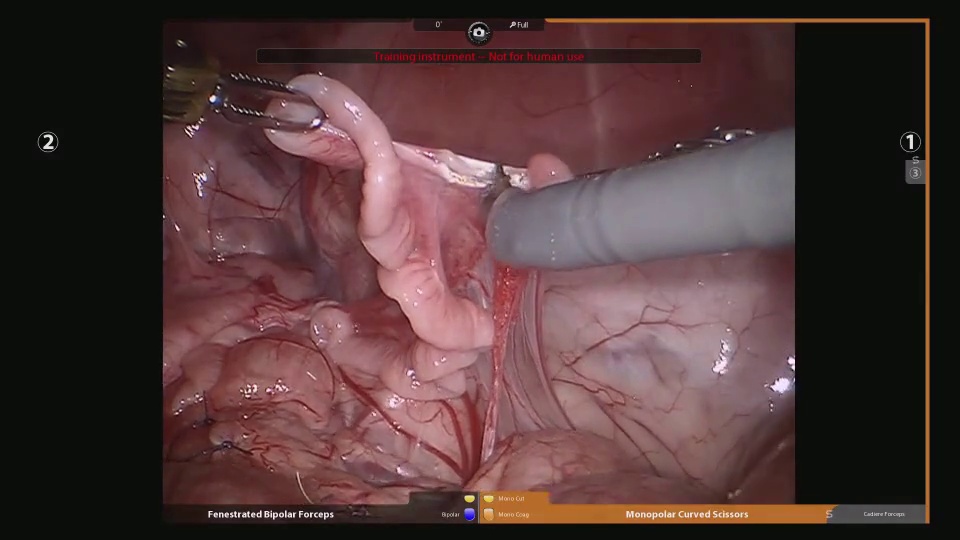 0°
Full
Training instrument -- Not for human use
2
1
S
3
Mono Cut
Bipolar
Mono Coag
Fenestrated Bipolar Forceps
Monopolar Curved Scissors
S
Cadiere Forceps